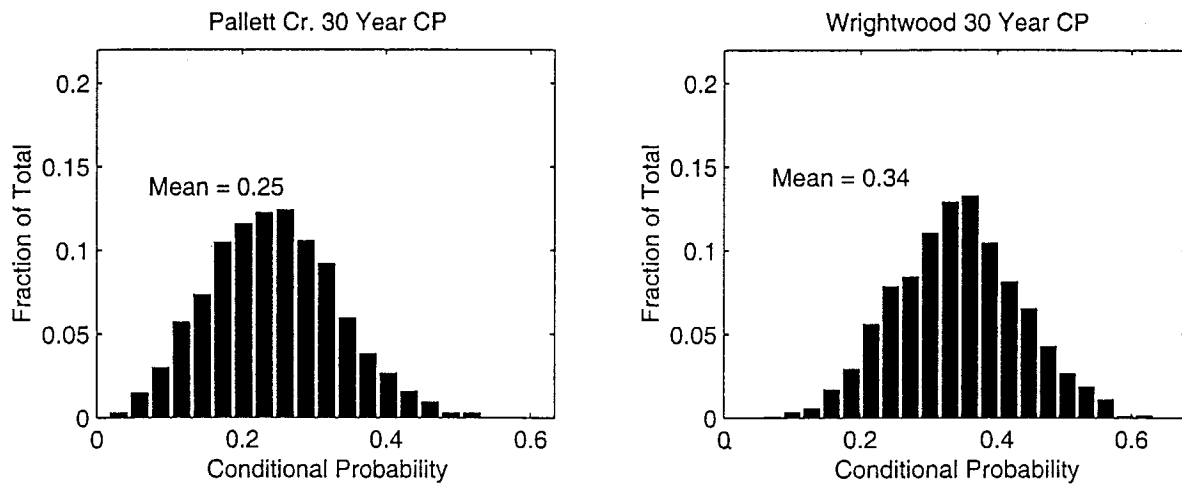 Pallett Cr. 30 Year CP
0.2
0.15
0.1
0.05
0
Fraction of Total
Mean = 0.25
0
0.2
0.4
0.6
Conditional Probability
Wrightwood 30 Year CP
0.2
0.15
0.1
0.05
0
Fraction of Total
Mean = 0.34
0
0.2
0.4
0.6
Conditional Probability